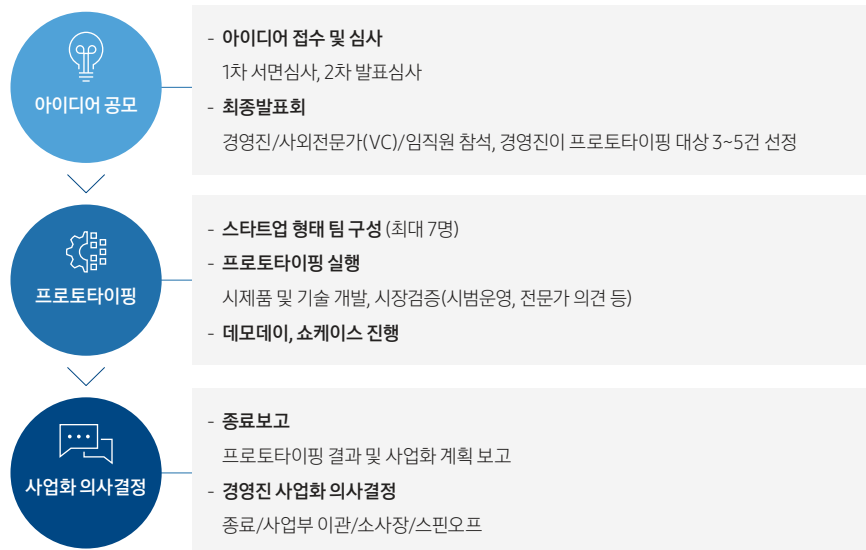 아이디어 공모
- 아이디어 접수 및 심사
1차 서면심사, 2차 발표심사
- 최종발표회
경영진/사외전문가(VC)/임직원 참석, 경영진이 프로토타이핑 대상 3~5건 선정
프로토타이핑
- 스타트업 형태 팀 구성 (최대 7명)
- 프로토타이핑 실행
시제품 및 기술 개발, 시장검증(시범운영, 전문가 의견 등)
- 데모데이, 쇼케이스 진행
사업화 의사결정
- 종료보고
프로토타이핑 결과 및 사업화 계획 보고
- 경영진 사업화 의사결정
종료/사업부 이관/소사장/스핀오프